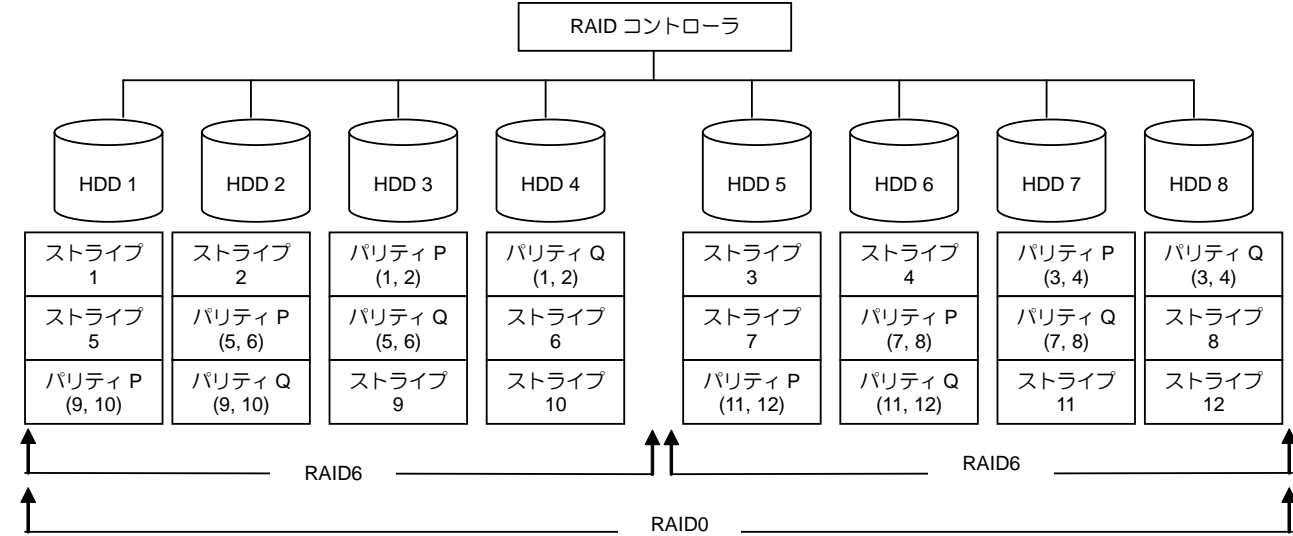 RAID コントローラ
HDD 1
HDD 2
HDD 3
HDD 4
HDD 5
HDD 6
HDD 7
HDD 8
ストライプ
1
ストライプ
2
パリティ P
(1, 2)
パリティ Q
(1, 2)
ストライプ
3
ストライプ
4
パリティ P
(3, 4)
パリティ Q
(3, 4)
ストライプ
5
パリティ P
(5, 6)
パリティ Q
(5, 6)
ストライプ
6
ストライプ
7
パリティ P
(7, 8)
パリティ Q
(7, 8)
ストライプ
8
パリティ P
(9, 10)
パリティ Q
(9, 10)
ストライプ
9
ストライプ
10
パリティ P
(11, 12)
パリティ Q
(11, 12)
ストライプ
11
ストライプ
12
RAID6
RAID6
RAID0